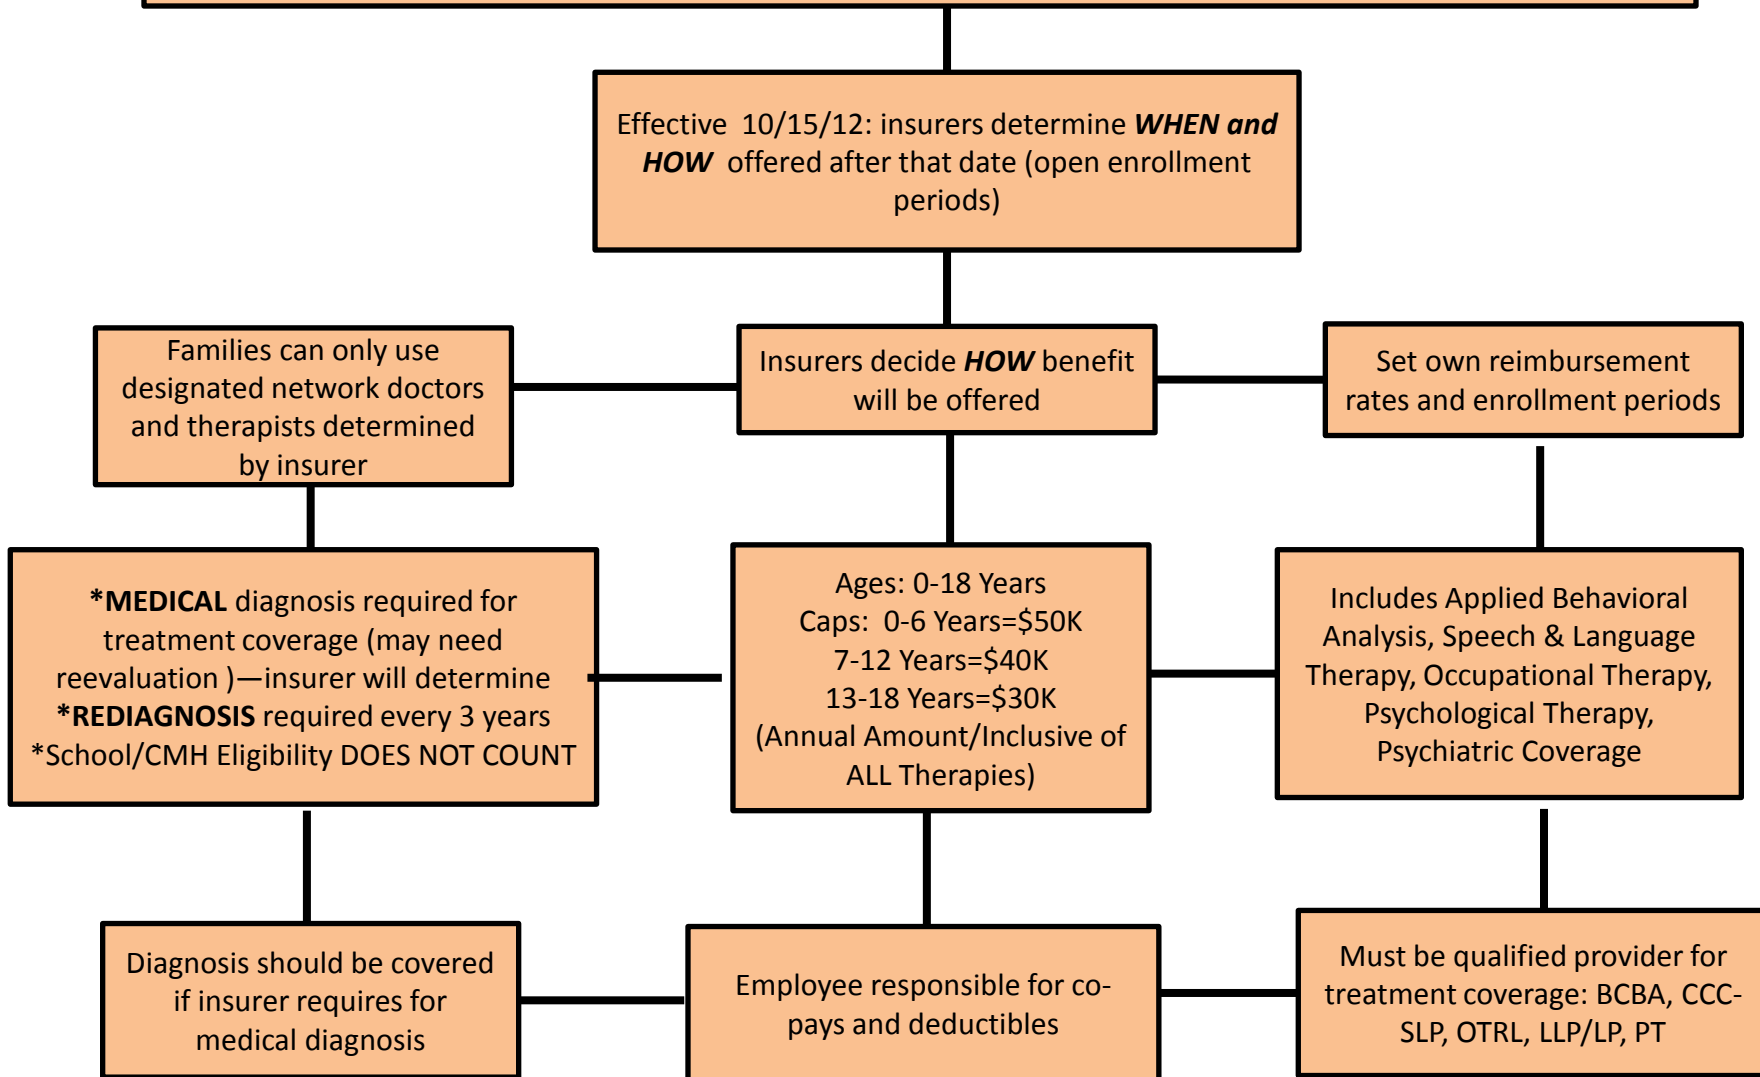 Effective 10/15/12: insurers determine WHEN and
HOW offered after that date (open enrollment
periods)
Families can only use
designated network doctors
and therapists determined
by insurer
Insurers decide HOW benefit
will be offered
Set own reimbursement
rates and enrollment periods
*MEDICAL diagnosis required for
treatment coverage (may need
reevaluation )—insurer will determine
*REDIAGNOSIS required every 3 years
*School/CMH Eligibility DOES NOT COUNT
Ages: 0-18 Years
Caps: 0-6 Years=$50K
7-12 Years=$40K
13-18 Years=$30K
(Annual Amount/Inclusive of
ALL Therapies)
Includes Applied Behavioral
Analysis, Speech & Language
Therapy, Occupational Therapy,
Psychological Therapy,
Psychiatric Coverage
Diagnosis should be covered
if insurer requires for
medical diagnosis
Employee responsible for co-
pays and deductibles
Must be qualified provider for
treatment coverage: BCBA, CCC-
SLP, OTRL, LLP/LP, PT